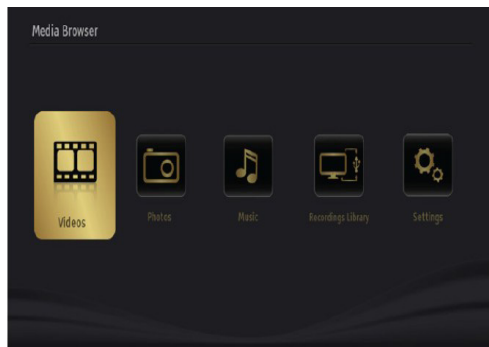 Media Browser
Videos
Photos
Music
Recordings Library
Settings